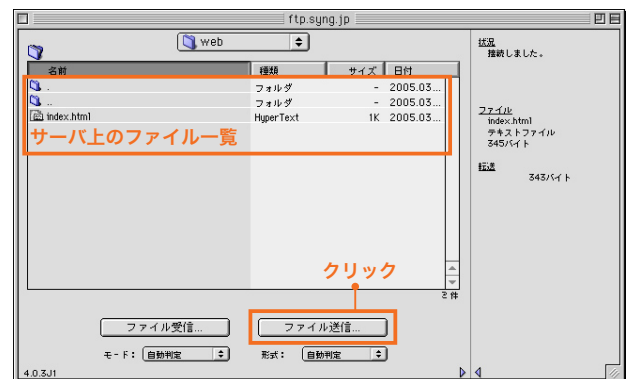 ftp.syng.jp
web
名前 種類 サイズ 日付
. フォルダ - 2005.03...
.. フォルダ - 2005.03...
index.html HyperText 1K 2005.03...
サーバ上のファイル一覧
クリック
2 件
ファイル受信... ファイル送信...
モード: 自動判定 形式: 自動判定
4.0.3J1
状況
接続しました。
ファイル
index.html
テキストファイル
345バイト
転送
343バイト